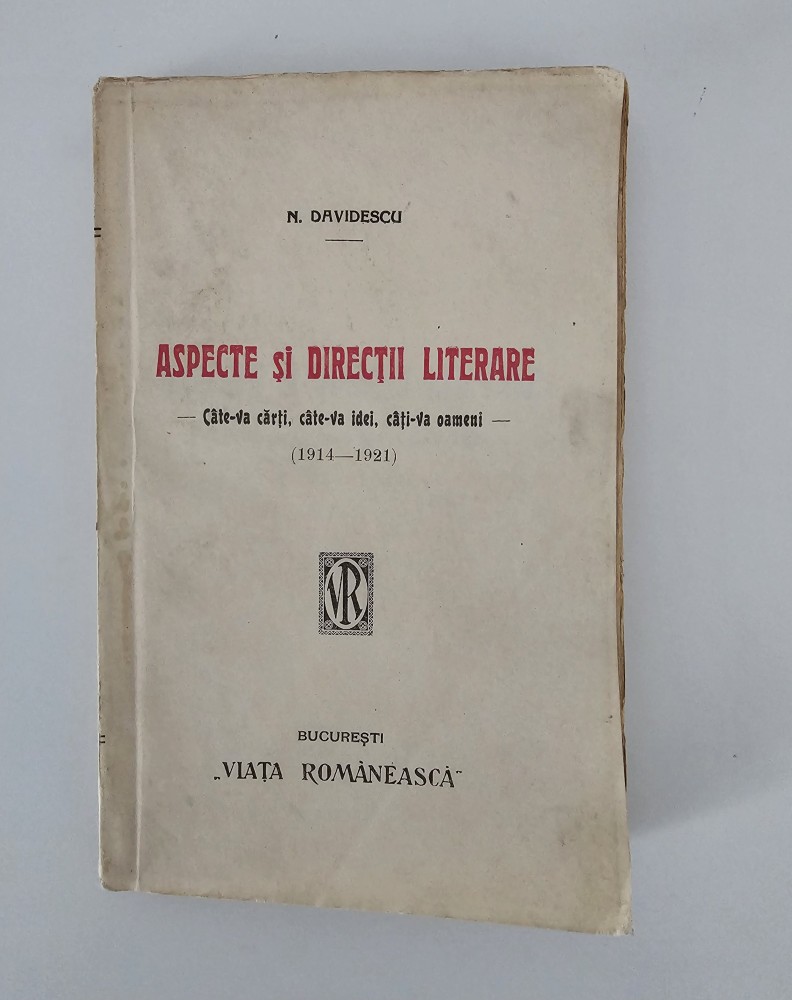 N. DAVIDESCU
ASPECTE și DIRECȚII LITERARE
— Câte-va cărți, câte-va idei, câți-va oameni —
(1914—1921)
VR
BUCUREȘTI
„VIAȚA ROMÂNEASCĂ“